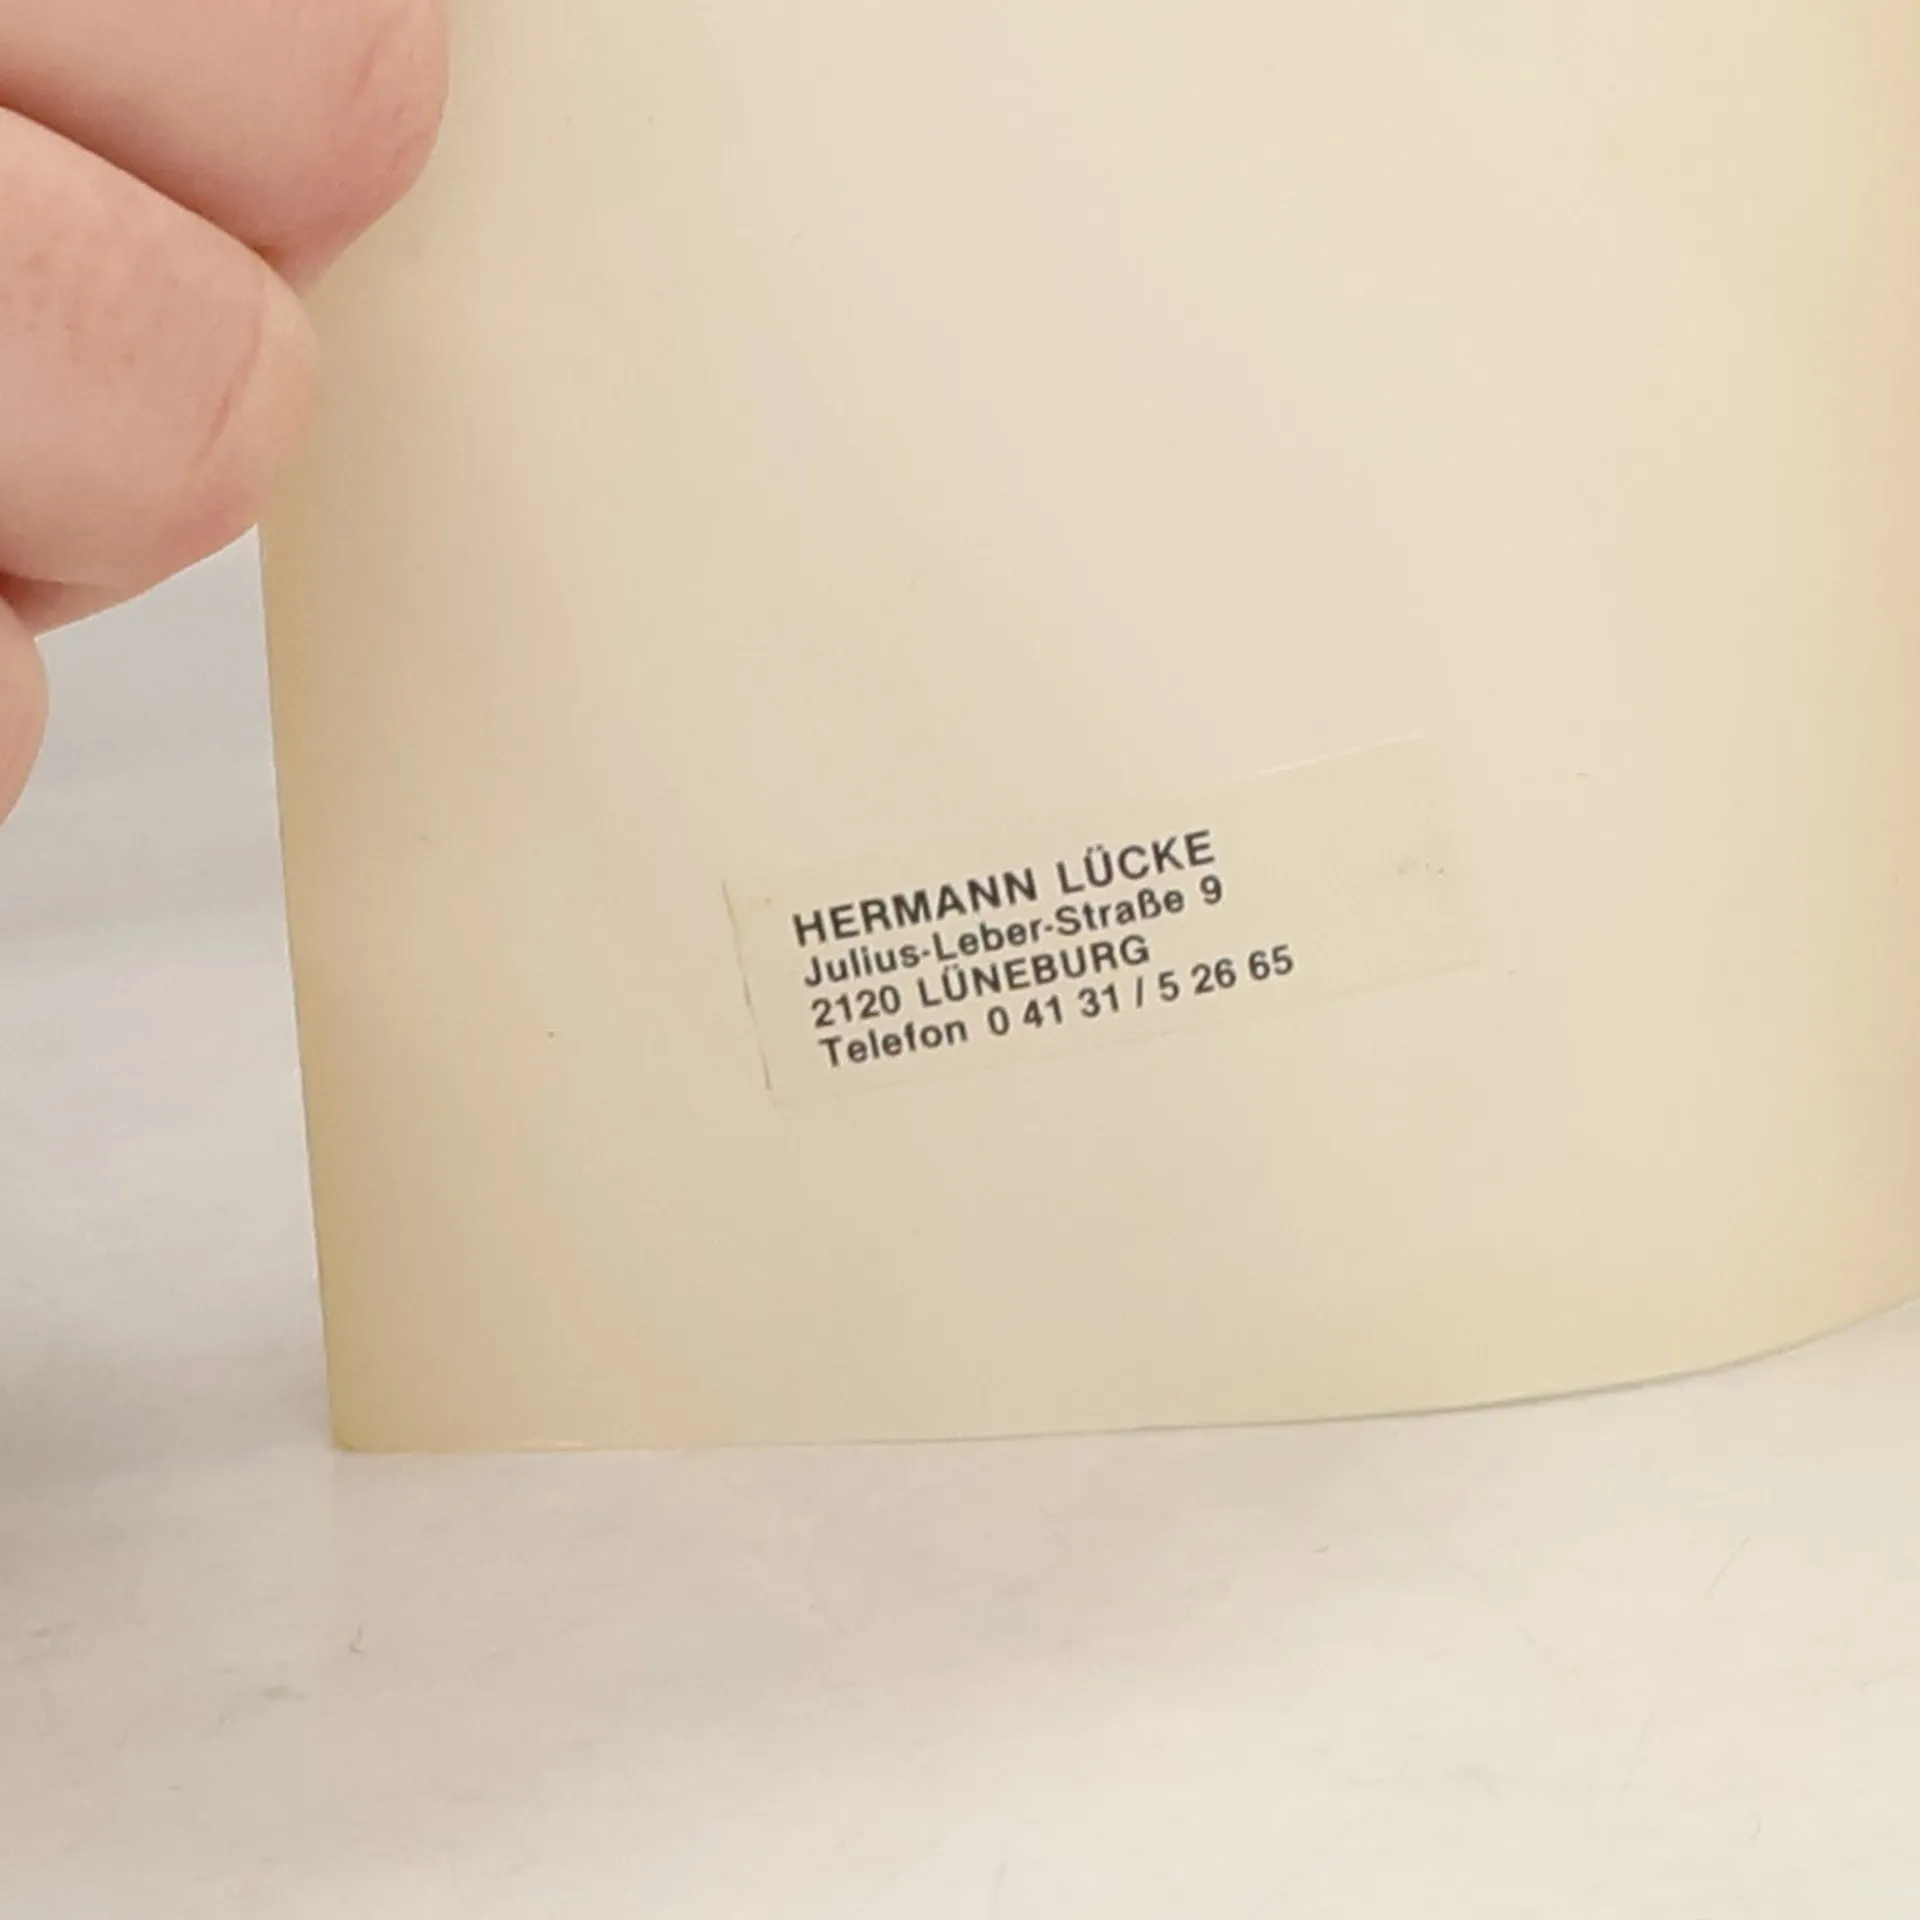 HERMANN LÜCKE
Julius-Leber-Straße 9
2120 LÜNEBURG
Telefon 0 41 31 / 5 26 65